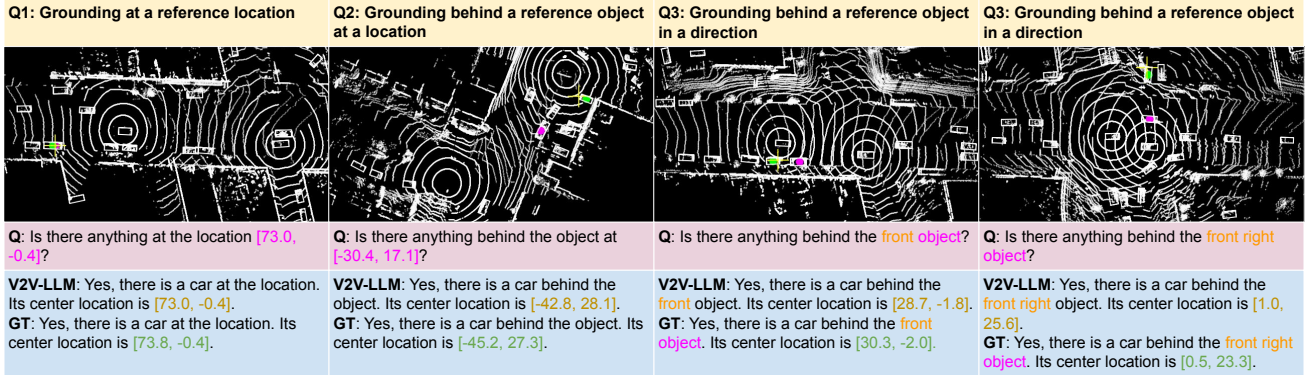 Q1: Grounding at a reference location
Q2: Grounding behind a reference object
at a location
Q3: Grounding behind a reference object
in a direction
Q3: Grounding behind a reference object
in a direction
Q: Is there anything at the location [73.0,
-0.4]?
Q: Is there anything behind the object at
[-30.4, 17.1]?
Q: Is there anything behind the front object?
Q: Is there anything behind the front right
object?
V2V-LLM: Yes, there is a car at the location.
Its center location is [73.0, -0.4].
GT: Yes, there is a car at the location. Its
center location is [73.8, -0.4].
V2V-LLM: Yes, there is a car behind the
object. Its center location is [-42.8, 28.1].
GT: Yes, there is a car behind the object. Its
center location is [-45.2, 27.3].
V2V-LLM: Yes, there is a car behind the
front object. Its center location is [28.7, -1.8].
GT: Yes, there is a car behind the front
object. Its center location is [30.3, -2.0].
V2V-LLM: Yes, there is a car behind the
front right object. Its center location is [1.0,
25.6].
GT: Yes, there is a car behind the front right
object. Its center location is [0.5, 23.3].